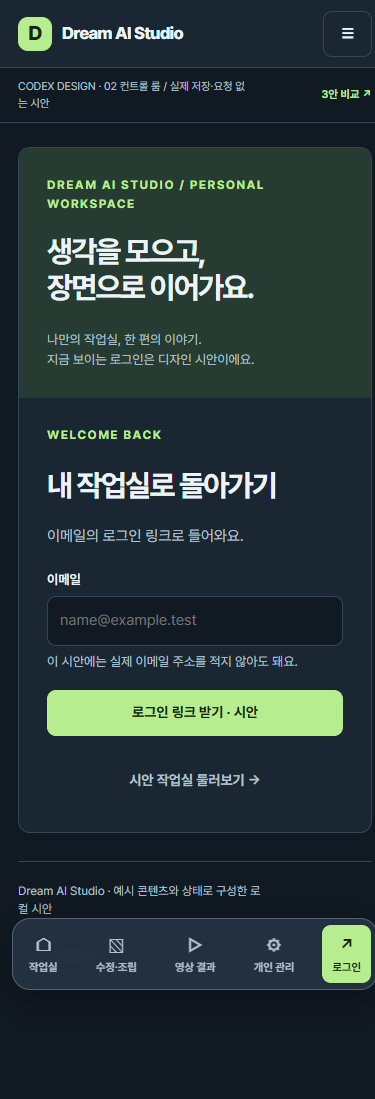 D Dream AI Studio
CODEX DESIGN · 02 컨트롤 룸 / 실제 저장·요청 없
는 시안
3안 비교 ↗
DREAM AI STUDIO / PERSONAL
WORKSPACE
생각을 모으고,
장면으로 이어가요.
나만의 작업실, 한 편의 이야기.
지금 보이는 로그인은 디자인 시안이에요.
WELCOME BACK
내 작업실로 돌아가기
이메일의 로그인 링크로 들어와요.
이메일
name@example.test
이 시안에는 실제 이메일 주소를 적지 않아도 돼요.
로그인 링크 받기 · 시안
시안 작업실 둘러보기 →
Dream AI Studio · 예시 콘텐츠와 상태로 구성한 로
컬 시안
작업실
수정·조립
영상 결과
개인 관리
로그인